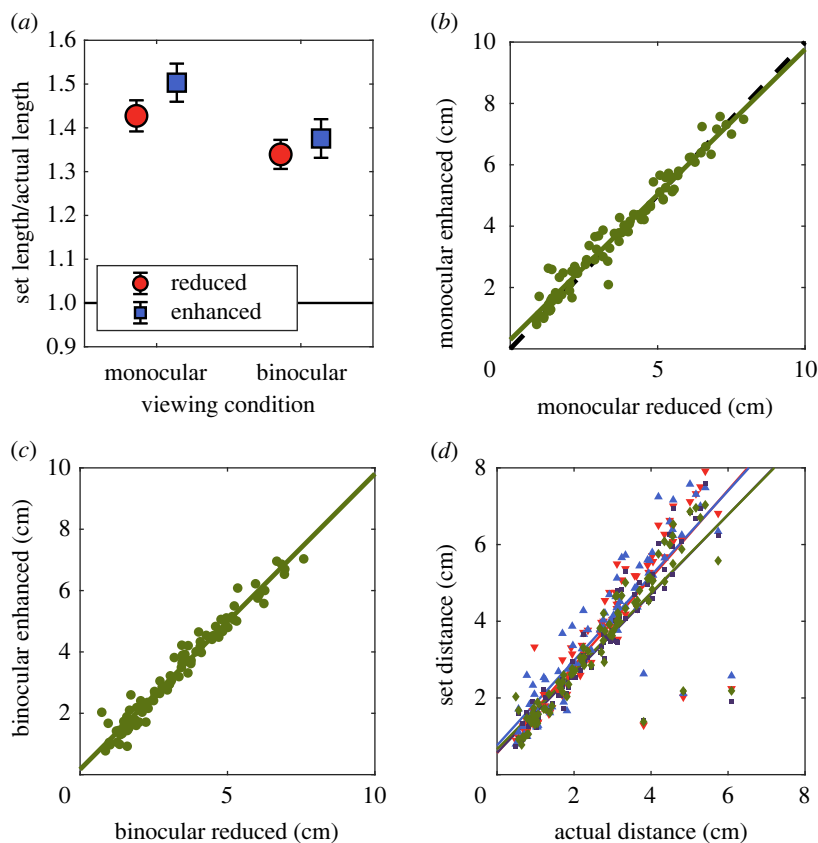 (a)
set length/actual length
1.6
1.5
1.4
1.3
1.2
1.1
1.0
0.9
reduced
enhanced
monocular binocular
viewing condition
(b)
monocular enhanced (cm)
10
8
6
4
2
0 5 10
monocular reduced (cm)
(c)
binocular enhanced (cm)
10
8
6
4
2
0 5 10
binocular reduced (cm)
(d)
set distance (cm)
8
6
4
2
0 2 4 6 8
actual distance (cm)